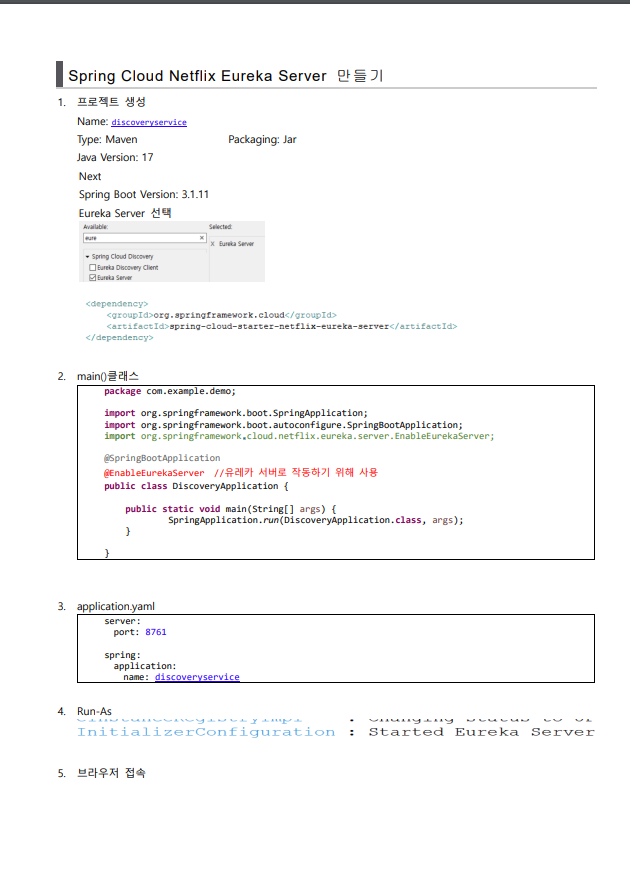 Spring Cloud Netflix Eureka Server 만들기
1. 프로젝트 생성
Name: discoveryservice
Type: Maven Packaging: Jar
Java Version: 17
Next
Spring Boot Version: 3.1.11
Eureka Server 선택
Available: Selected:
eure X X Eureka Server
Spring Cloud Discovery
Eureka Discovery Client
Eureka Server
<dependency>
<groupId>org.springframework.cloud</groupId>
<artifactId>spring-cloud-starter-netflix-eureka-server</artifactId>
</dependency>
2. main()클래스
package com.example.demo;
import org.springframework.boot.SpringApplication;
import org.springframework.boot.autoconfigure.SpringBootApplication;
import org.springframework.cloud.netflix.eureka.server.EnableEurekaServer;
@SpringBootApplication
@EnableEurekaServer //유레카 서버로 작동하기 위해 사용
public class DiscoveryApplication {
public static void main(String[] args) {
SpringApplication.run(DiscoveryApplication.class, args);
}
}
3. application.yaml
server:
port: 8761
spring:
application:
name: discoveryservice
4. Run-As
InitializerConfiguration : Started Eureka Server
5. 브라우저 접속